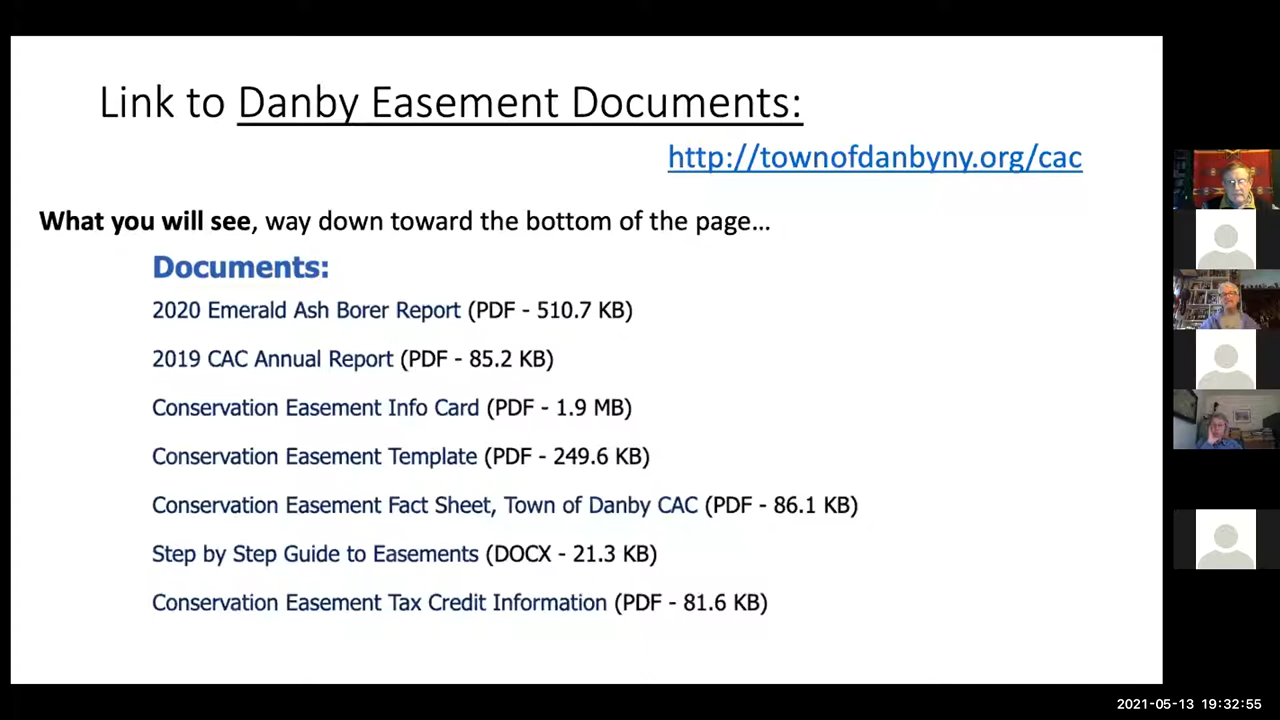 Link to Danby Easement Documents:
http://townofdanbyny.org/cac
What you will see, way down toward the bottom of the page...
Documents:
2020 Emerald Ash Borer Report (PDF - 510.7 KB)
2019 CAC Annual Report (PDF - 85.2 KB)
Conservation Easement Info Card (PDF - 1.9 MB)
Conservation Easement Template (PDF - 249.6 KB)
Conservation Easement Fact Sheet, Town of Danby CAC (PDF - 86.1 KB)
Step by Step Guide to Easements (DOCX - 21.3 KB)
Conservation Easement Tax Credit Information (PDF - 81.6 KB)
2021-05-13 19:32:55